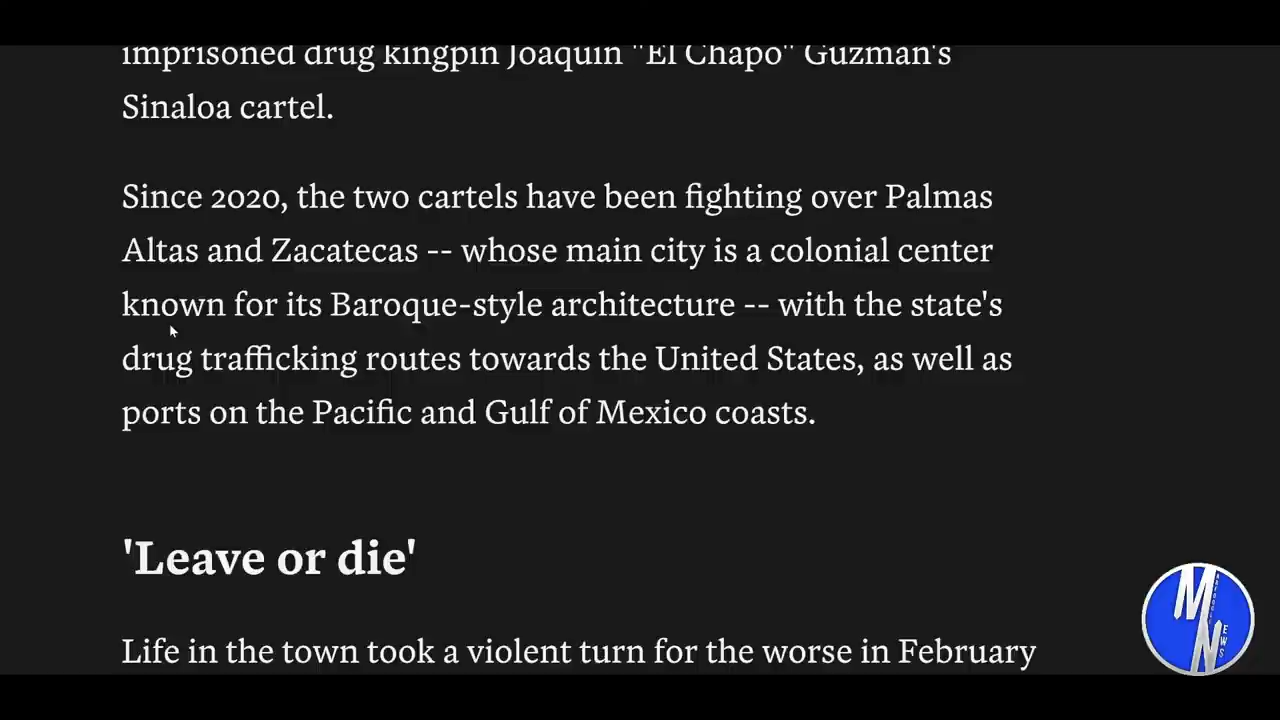 imprisoned drug kingpin Joaquin "El Chapo" Guzman's
Sinaloa cartel.
Since 2020, the two cartels have been fighting over Palmas
Altas and Zacatecas -- whose main city is a colonial center
known for its Baroque-style architecture -- with the state's
drug trafficking routes towards the United States, as well as
ports on the Pacific and Gulf of Mexico coasts.
'Leave or die'
Life in the town took a violent turn for the worse in February
M
N
EWS